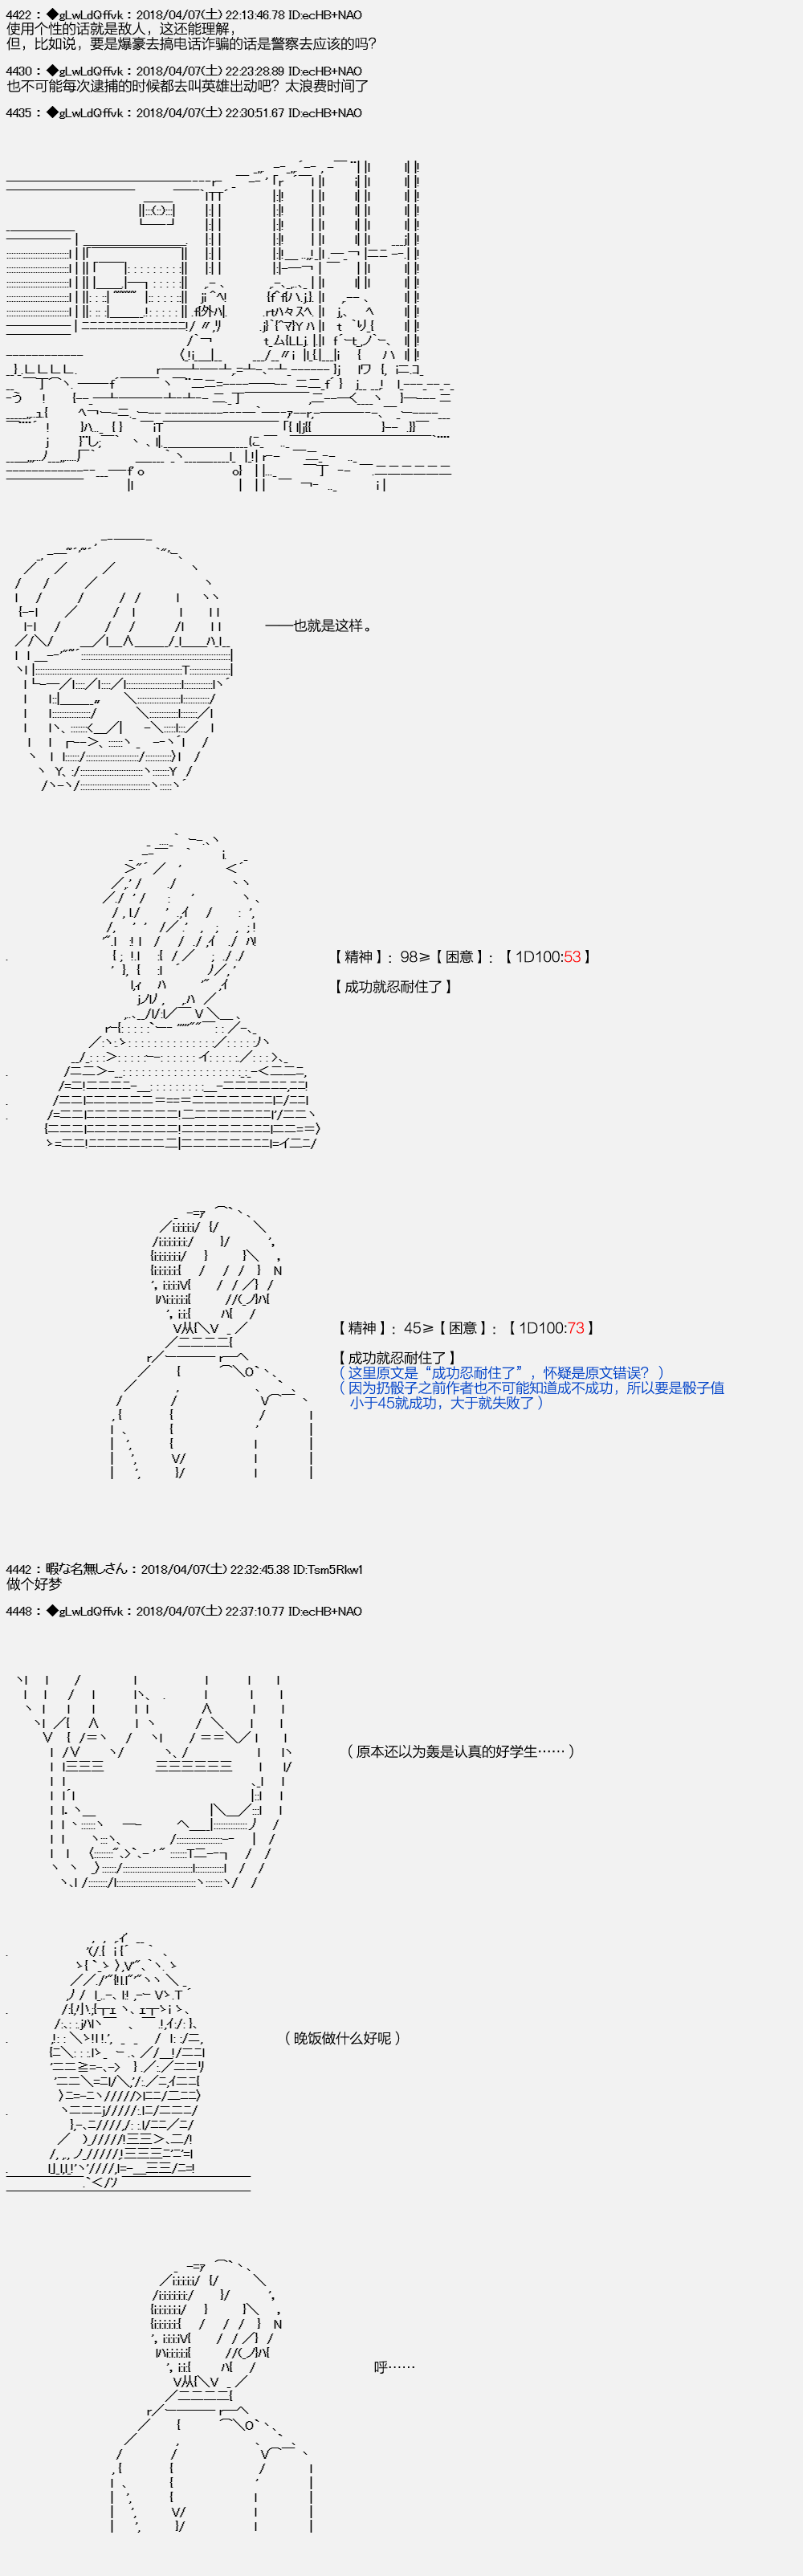 4422 : ◆gLwLdQffvk : 2018/04/07(土) 22:13:46.78 ID:ecHB+NAO
使用个性的话就是敌人，这还能理解，
但，比如说，要是爆豪去搞电话诈骗的话是警察去应该的吗？
4430 : ◆gLwLdQffvk : 2018/04/07(土) 22:23:28.89 ID:ecHB+NAO
也不可能每次逮捕的时候都去叫英雄出动吧？太浪费时间了
4435 : ◆gLwLdQffvk : 2018/04/07(土) 22:30:51.67 ID:ecHB+NAO
——也就是这样。
【精神】：98≥【困意】：【1D100:53】
【成功就忍耐住了】
【精神】：45≥【困意】：【1D100:73】
【成功就忍耐住了】
（这里原文是“成功忍耐住了”，怀疑是原文错误？）
（因为扔骰子之前作者也不可能知道成不成功，所以要是骰子值
小于45就成功，大于就失败了）
4442 : 暇な名無しさん : 2018/04/07(土) 22:32:45.38 ID:Tsm5Rkw1
做个好梦
4448 : ◆gLwLdQffvk : 2018/04/07(土) 22:37:10.77 ID:ecHB+NAO
（原本还以为轰是认真的好学生……）
（晚饭做什么好呢）
呼……